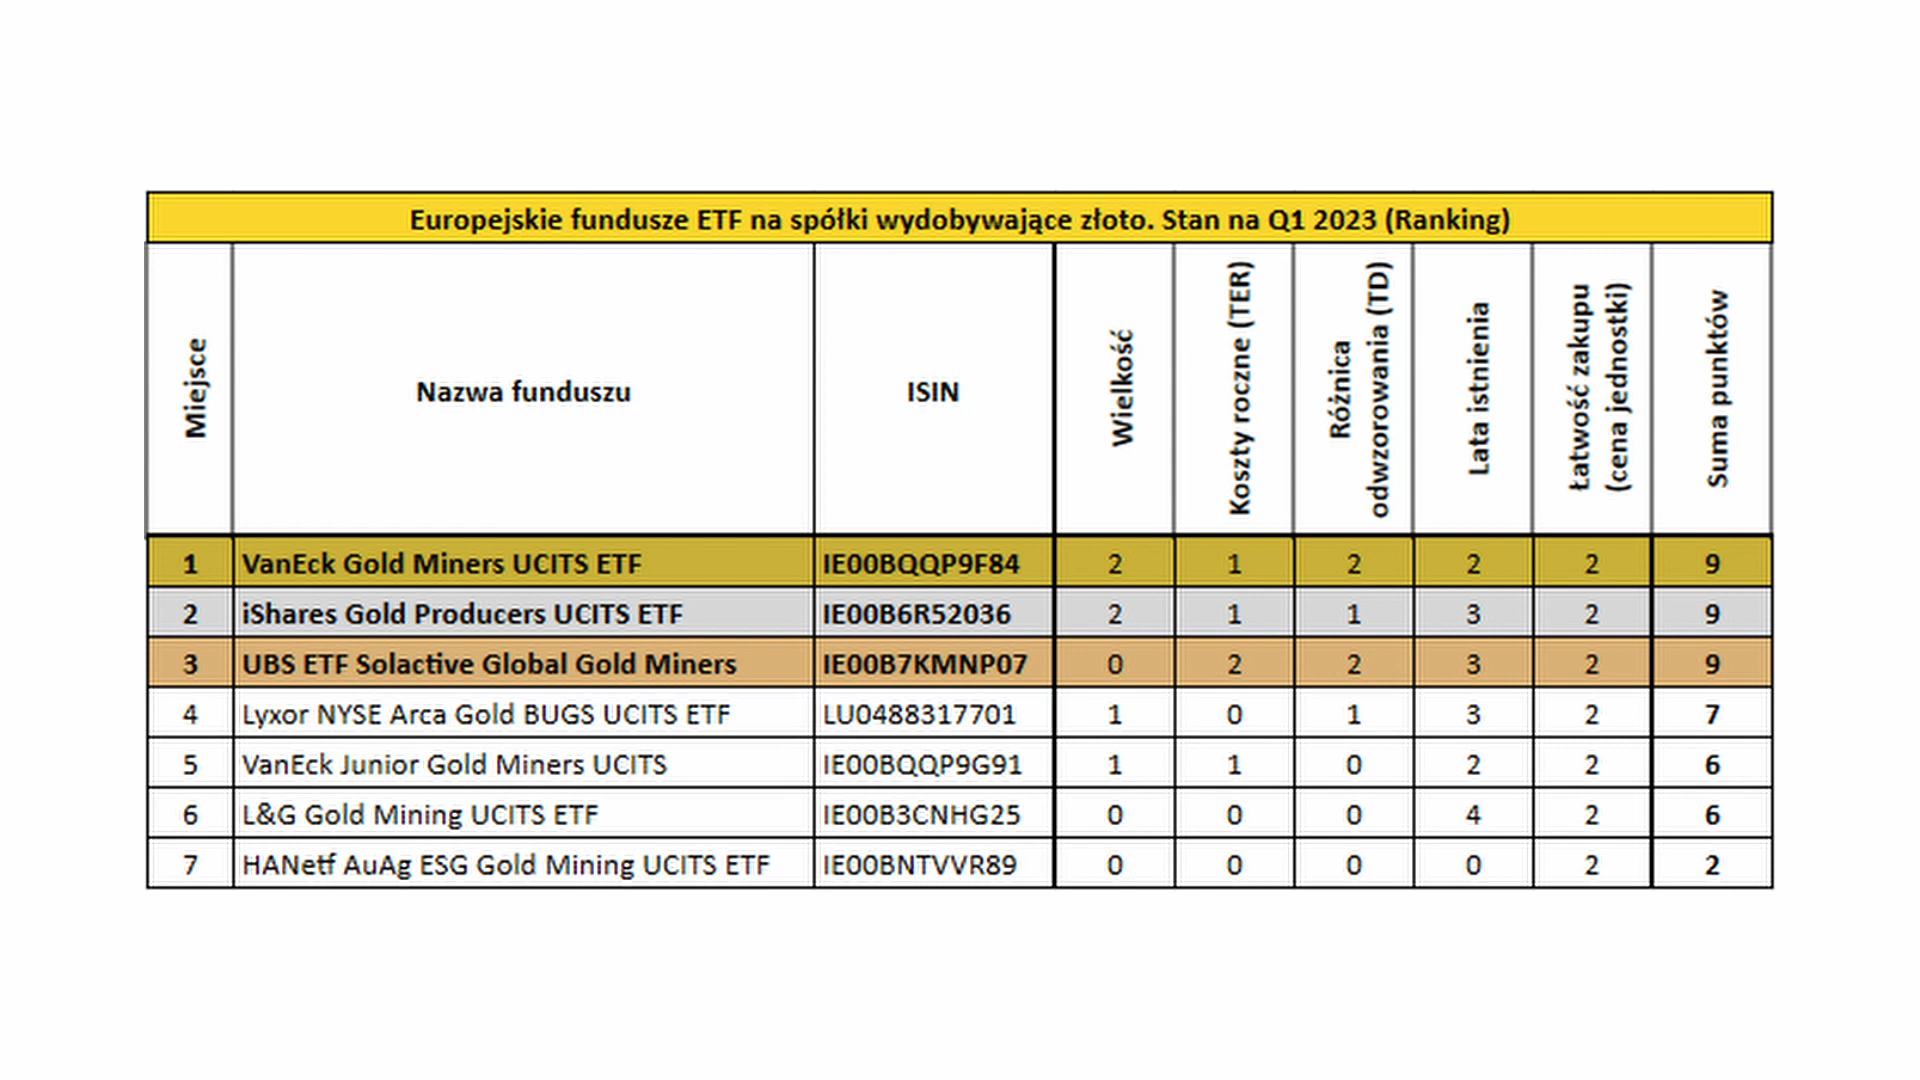 Europejskie fundusze ETF na spółki wydobywające złoto. Stan na Q1 2023 (Ranking)
Miejsce Nazwa funduszu ISIN Wielkość Koszty roczne (TER) Różnica odwzorowania (TD) Lata istnienia Łatwość zakupu (cena jednostki) Suma punktów
1 VanEck Gold Miners UCITS ETF IE00BQQP9F84 2 1 2 2 2 9
2 iShares Gold Producers UCITS ETF IE00B6R52036 2 1 1 3 2 9
3 UBS ETF Solactive Global Gold Miners IE00B7KMNP07 0 2 2 3 2 9
4 Lyxor NYSE Arca Gold BUGS UCITS ETF LU0488317701 1 0 1 3 2 7
5 VanEck Junior Gold Miners UCITS IE00BQQP9G91 1 1 0 2 2 6
6 L&G Gold Mining UCITS ETF IE00B3CNHG25 0 0 0 4 2 6
7 HANetf AuAg ESG Gold Mining UCITS ETF IE00BNTVVR89 0 0 0 0 2 2